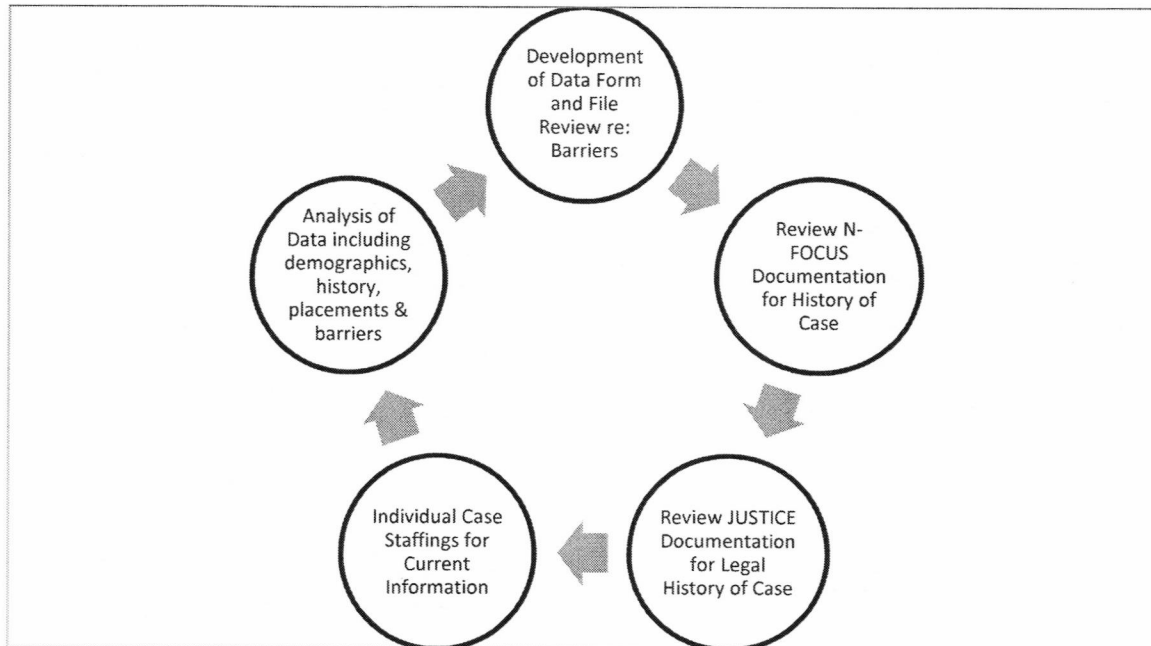 Development
of Data Form
and File
Review re:
Barriers
Review N-
FOCUS
Documentation
for History of
Case
Review JUSTICE
Documentation
for Legal
History of Case
Individual Case
Staffings for
Current
Information
Analysis of
Data including
demographics,
history,
placements &
barriers